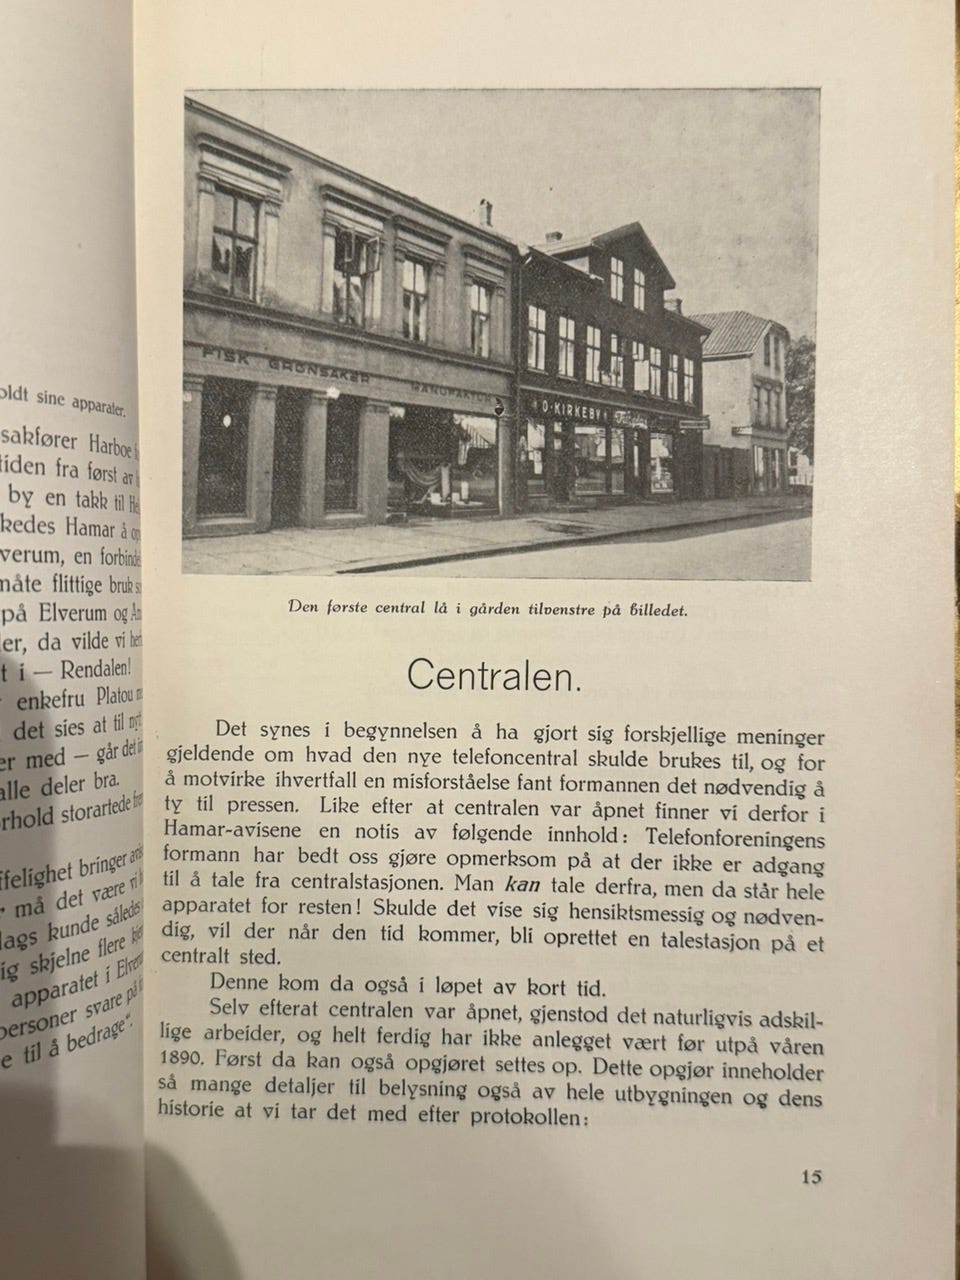 oldt sine apparater.
sakfører Harboe
tiden fra først av
by en takk til
kedes Hamar å
verum, en
måte flittige bruk
på Elverum og
er, da vilde vi
t i — Rendalen!
enkefru Platou
det sies at til
er med — går det
alle deler bra.
rhold storartede
felighet bringer
må det være
lags kunde således
ig skjelne flere
apparatet i
personer svare på
e til å bedrage".
FISK GRØNSAKER MANUFAKTUR
O. KIRKEBY
Den første central lå i gården tilvenstre på billedet.
Centralen.
Det synes i begynnelsen å ha gjort sig forskjellige meninger
gjeldende om hvad den nye telefoncentral skulde brukes til, og for
å motvirke ihvertfall en misforståelse fant formannen det nødvendig å
ty til pressen. Like efter at centralen var åpnet finner vi derfor i
Hamar-avisene en notis av følgende innhold: Telefonforeningens
formann har bedt oss gjøre opmerksom på at der ikke er adgang
til å tale fra centralstasjonen. Man kan tale derfra, men da står hele
apparatet for resten! Skulde det vise sig hensiktsmessig og nødven-
dig, vil der når den tid kommer, bli oprettet en talestasjon på et
centralt sted.
Denne kom da også i løpet av kort tid.
Selv efterat centralen var åpnet, gjenstod det naturligvis adskil-
lige arbeider, og helt ferdig har ikke anlegget vært før utpå våren
1890. Først da kan også opgjøret settes op. Dette opgjør inneholder
så mange detaljer til belysning også av hele utbygningen og dens
historie at vi tar det med efter protokollen:
15